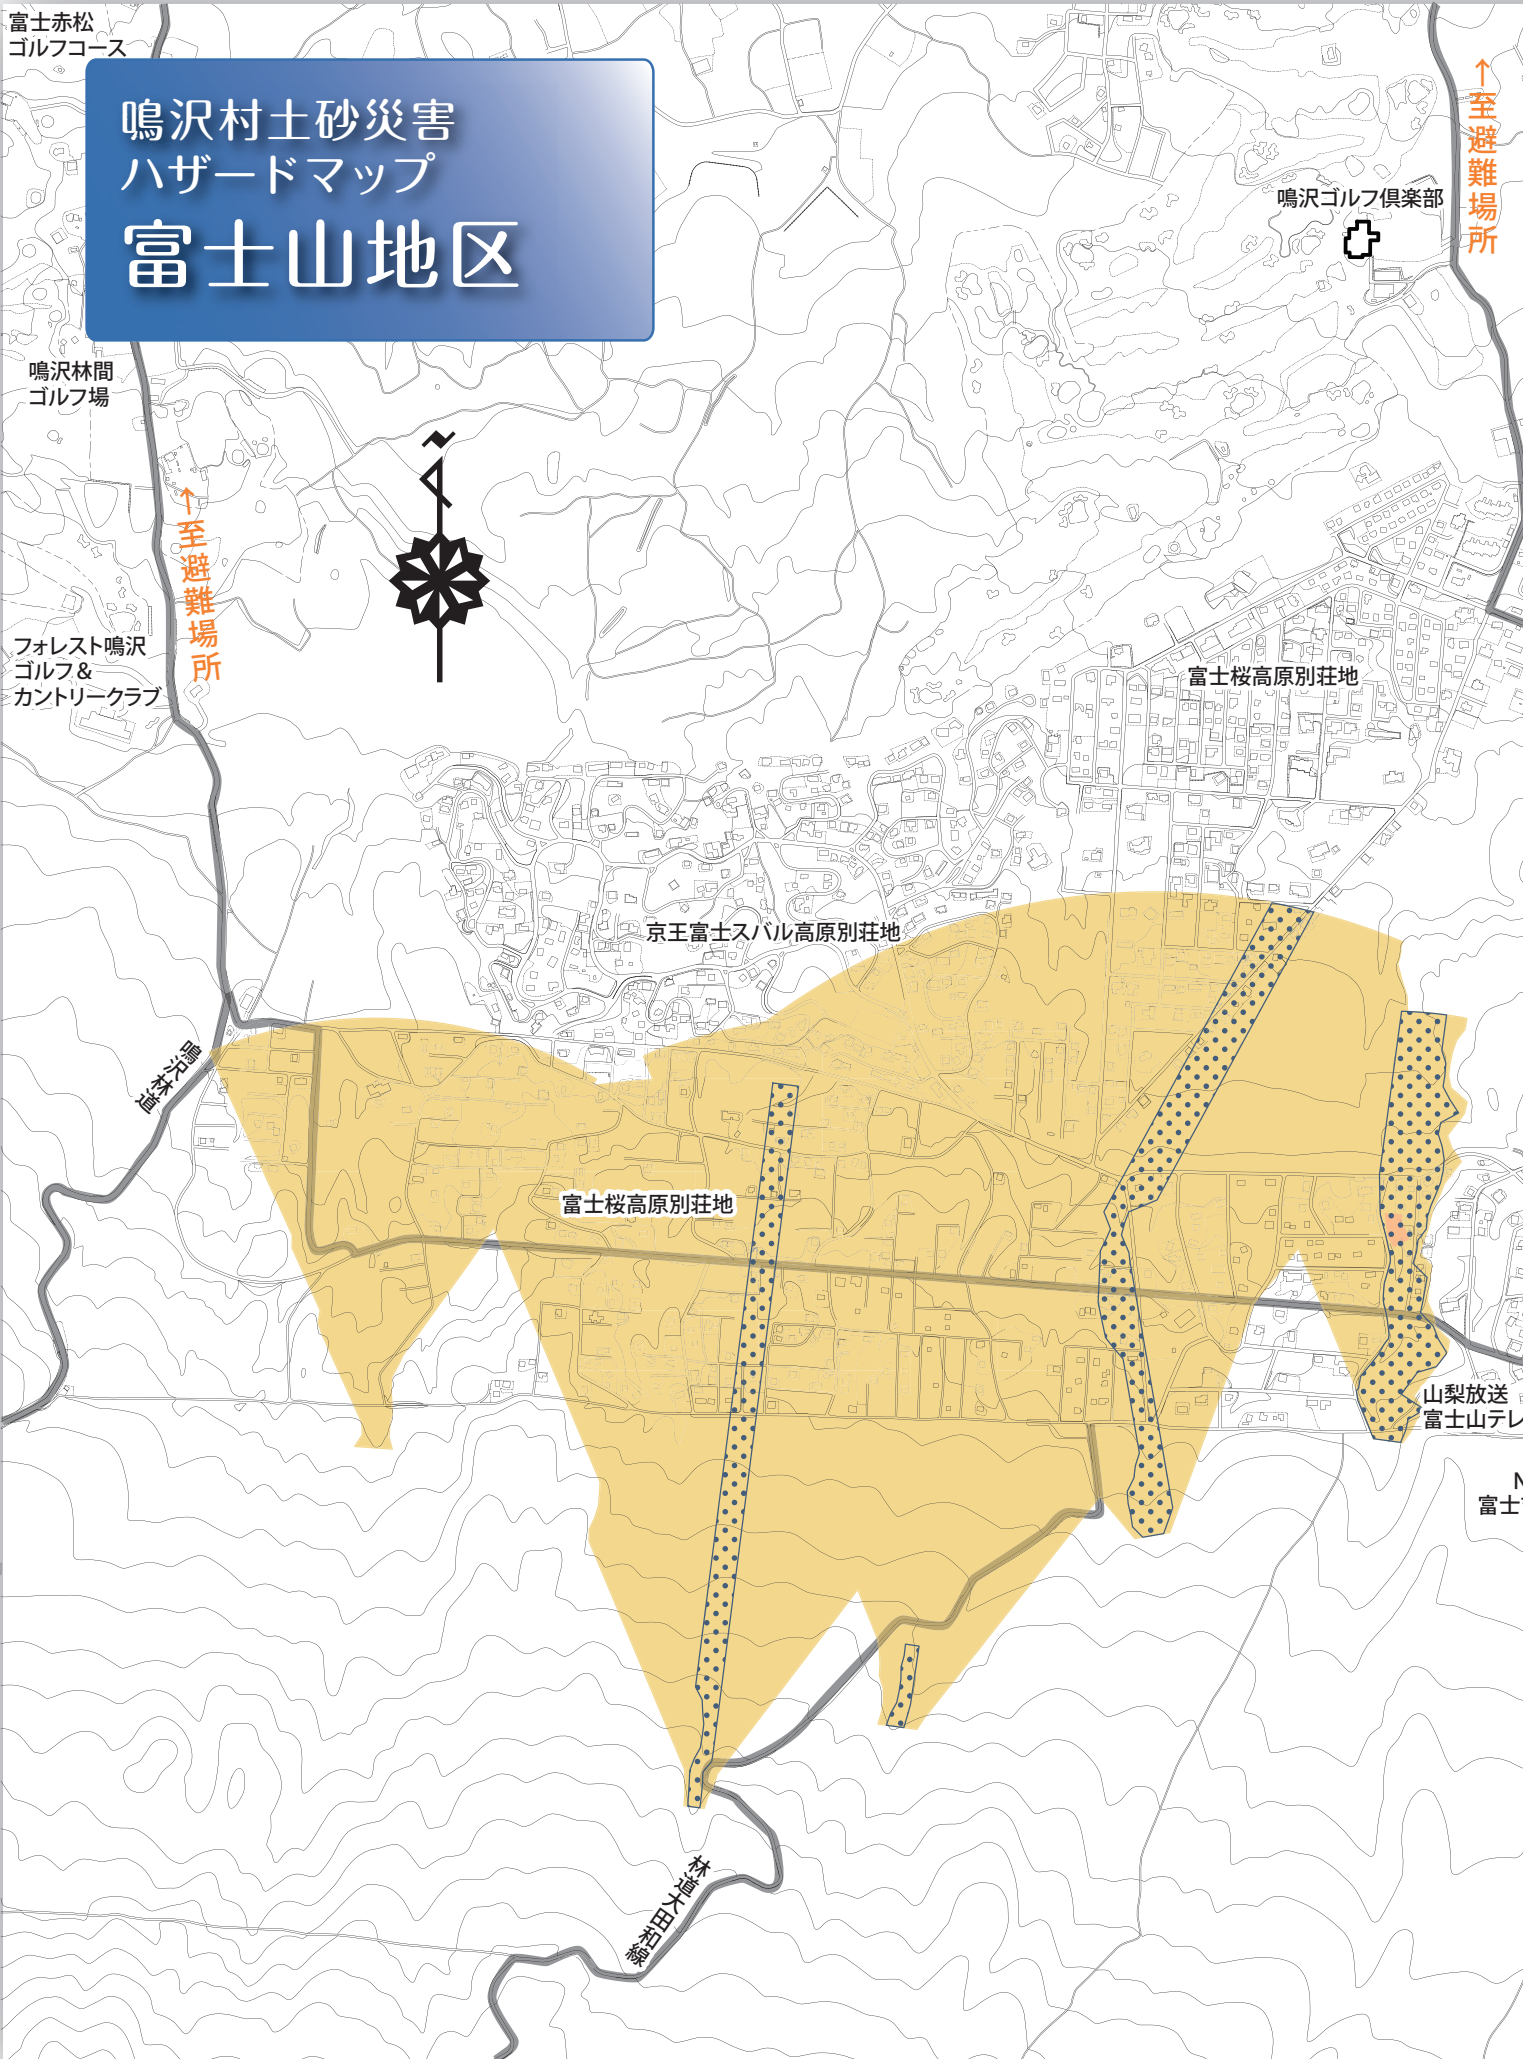 富士赤松
ゴルフコース
鳴沢村土砂災害
ハザードマップ
富士山地区
↑至避難場所
鳴沢ゴルフ倶楽部
鳴沢林間
ゴルフ場
↑至避難場所
フォレスト鳴沢
ゴルフ&
カントリークラブ
富士桜高原別荘地
京王富士スバル高原別荘地
鳴沢林道
富士桜高原別荘地
山梨放送
富士山テレ
N
富士
林道大田和線